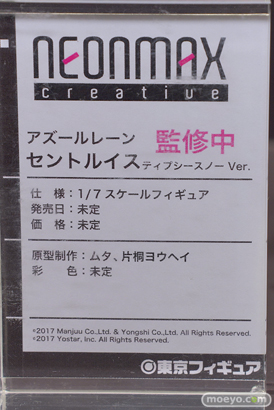 NEONMAX
creative
アズールレーン 監修中
セントルイス ティプシースノー Ver.
仕 様：1/7 スケールフィギュア
発売日：未定
価 格：未定
原型制作：ムタ、片桐ヨウヘイ
彩 色：未定
©2017 Manjuu Co.,Ltd. & Yongshi Co.,Ltd. All Rights Reserved.
©2017 Yostar, Inc. All Rights Reserved.
東京フィギュア
moeyo.com